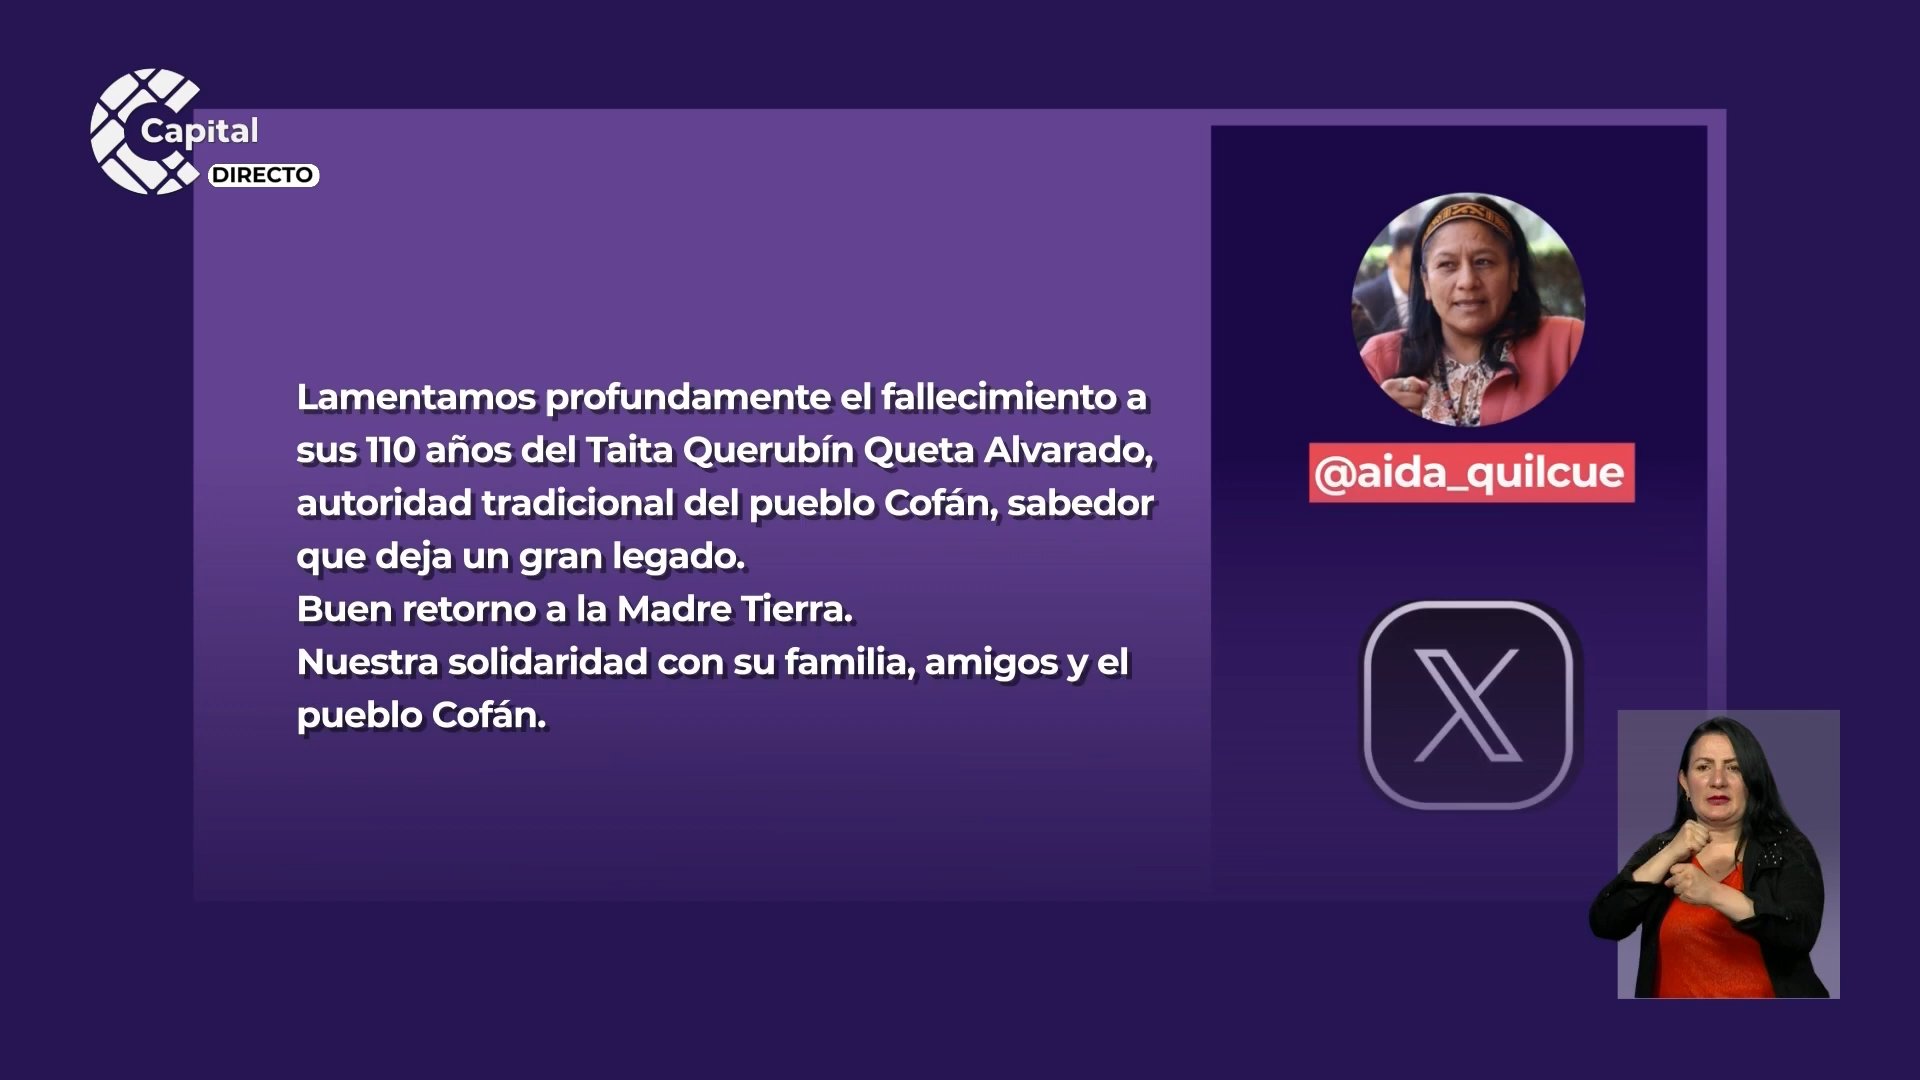 Capital
DIRECTO
Lamentamos profundamente el fallecimiento a
sus 110 años del Taita Querubín Queta Alvarado,
autoridad tradicional del pueblo Cofán, sabedor
que deja un gran legado.
Buen retorno a la Madre Tierra.
Nuestra solidaridad con su familia, amigos y el
pueblo Cofán.
@aida_quilcue
X